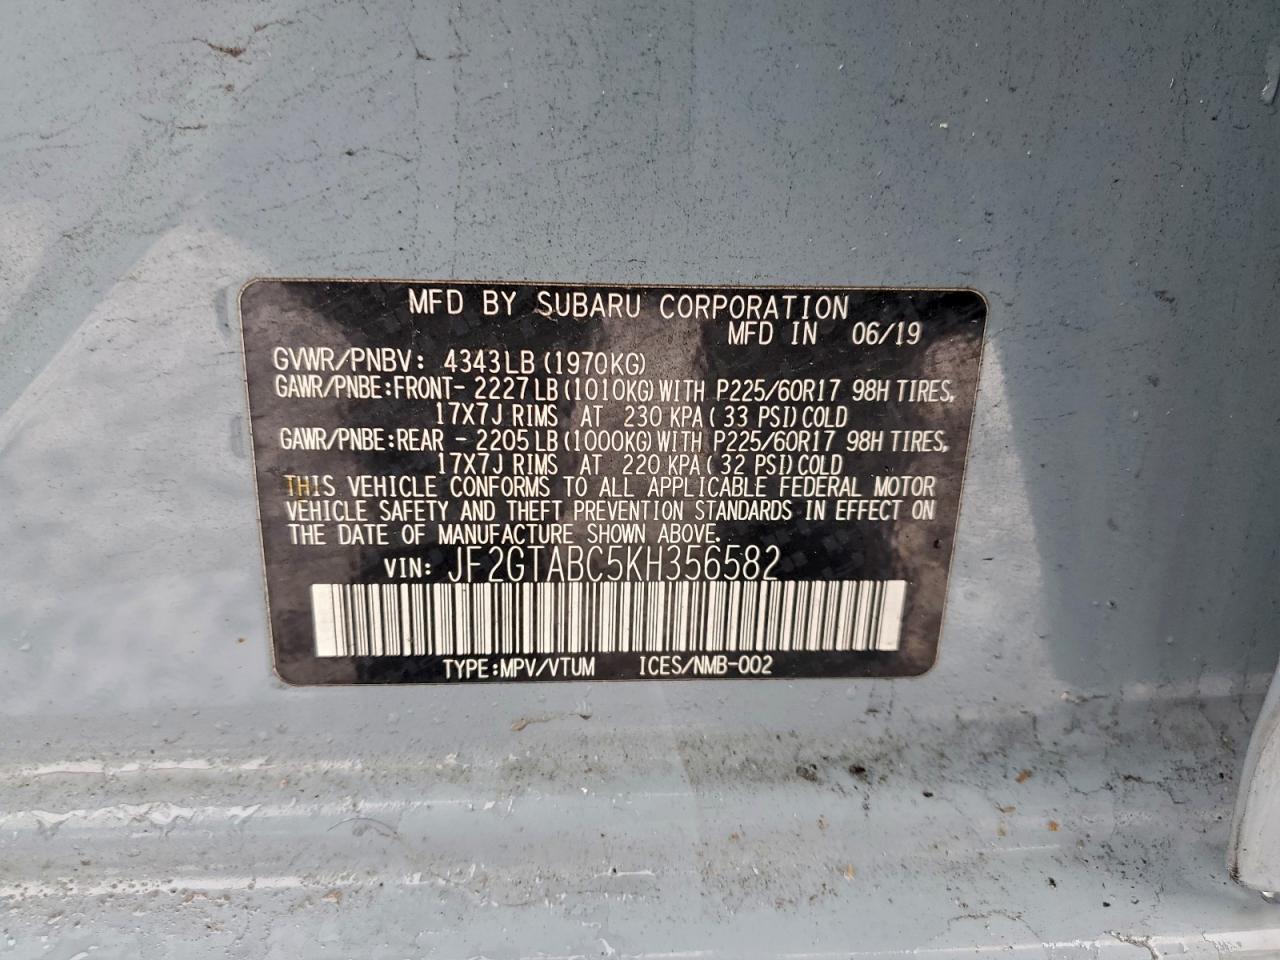 MFD BY SUBARU CORPORATION
MFD IN 06/19
GVWR/PNBV: 4343LB (1970KG)
GAWR/PNBE:FRONT- 2227LB (1010KG) WITH P225/60R17 98H TIRES,
17X7J RIMS AT 230 KPA (33 PSI) COLD
GAWR/PNBE:REAR - 2205LB (1000KG) WITH P225/60R17 98H TIRES,
17X7J RIMS AT 220 KPA (32 PSI) COLD
THIS VEHICLE CONFORMS TO ALL APPLICABLE FEDERAL MOTOR
VEHICLE SAFETY AND THEFT PREVENTION STANDARDS IN EFFECT ON
THE DATE OF MANUFACTURE SHOWN ABOVE.
VIN: JF2GTABC5KH356582
TYPE:MPV/VTUM ICES/NMB-002